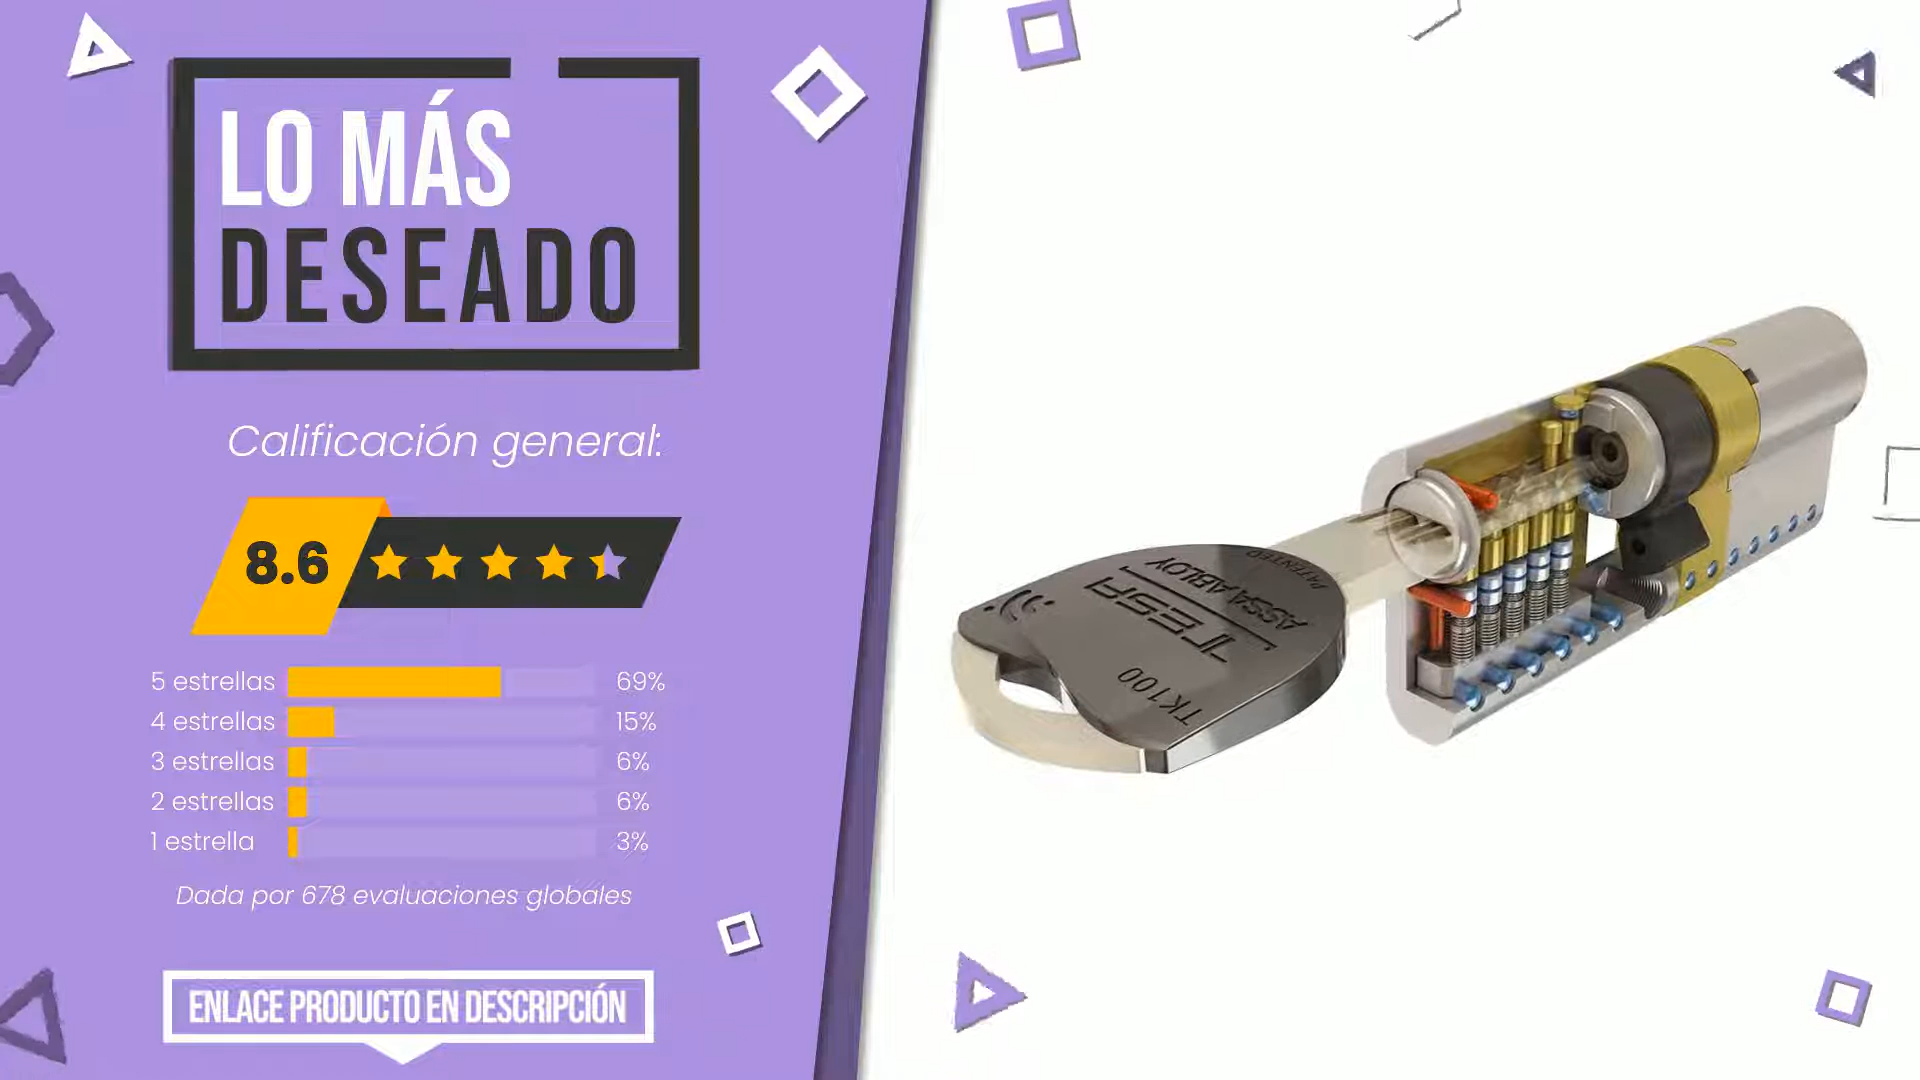 LO MÁS
DESEADO
Calificación general:
8.6
5 estrellas 69%
4 estrellas 15%
3 estrellas 6%
2 estrellas 6%
1 estrella 3%
Dada por 678 evaluaciones globales
ENLACE PRODUCTO EN DESCRIPCIÓN
TESA
ASSA ABLOY
PATENTED
TK100